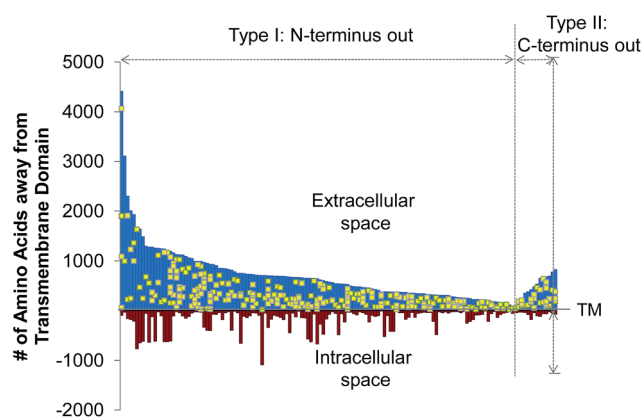 Type I: N-terminus out
Type II:
C-terminus out
# of Amino Acids away from
Transmembrane Domain
5000
4000
3000
2000
1000
-1000
-2000
Extracellular
space
TM
Intracellular
space